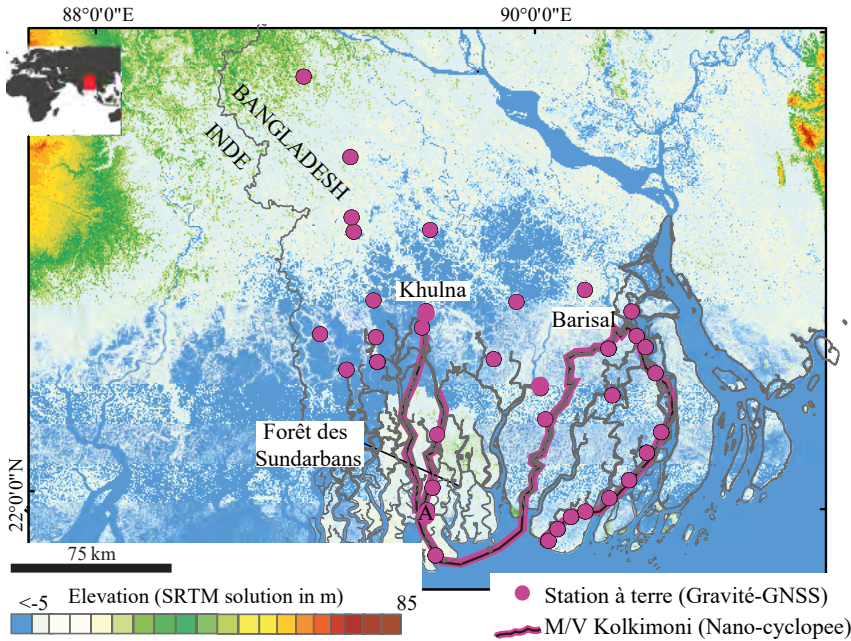 88°0'0"E
90°0'0"E
BANGLADESH
INDE
Khulna
Barisal
Forêt des
Sundarbans
22°0'0"N
A
75 km
Elevation (SRTM solution in m)
<-5
85
Station à terre (Gravité-GNSS)
M/V Kolkimoni (Nano-cyclopee)